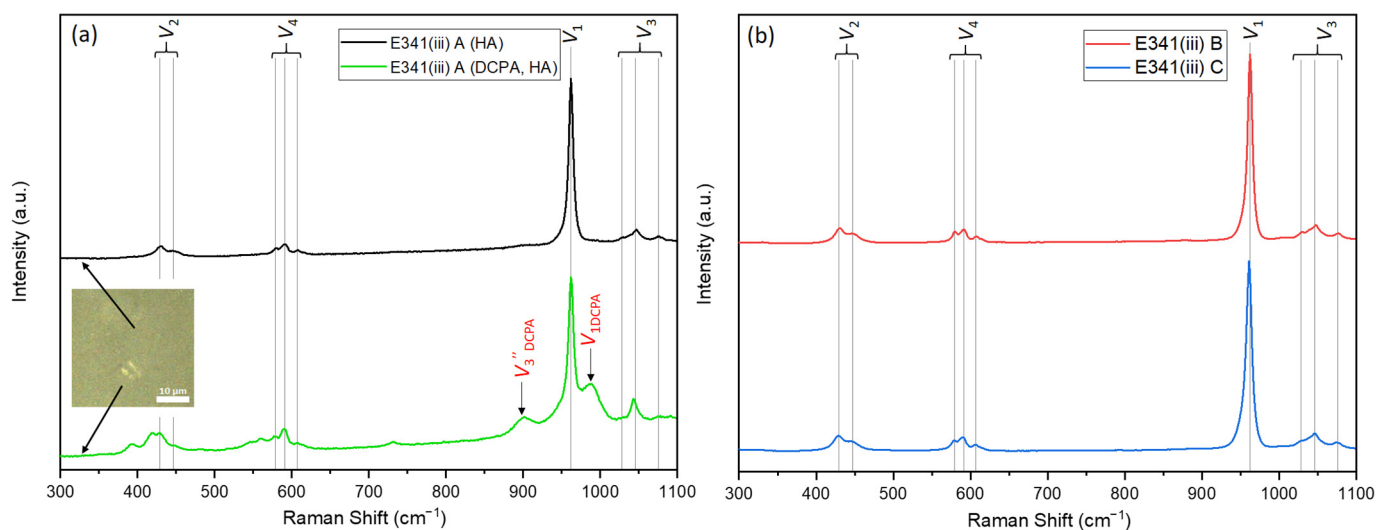 (a)
V₂
V₄
V₁
V₃
E341(iii) A (HA)
E341(iii) A (DCPA, HA)
V₃″ DCPA
V₁DCPA
10 μm
Intensity (a.u.)
300 400 500 600 700 800 900 1000 1100
Raman Shift (cm⁻¹)
(b)
V₂
V₄
V₁
V₃
E341(iii) B
E341(iii) C
Intensity (a.u.)
300 400 500 600 700 800 900 1000 1100
Raman Shift (cm⁻¹)